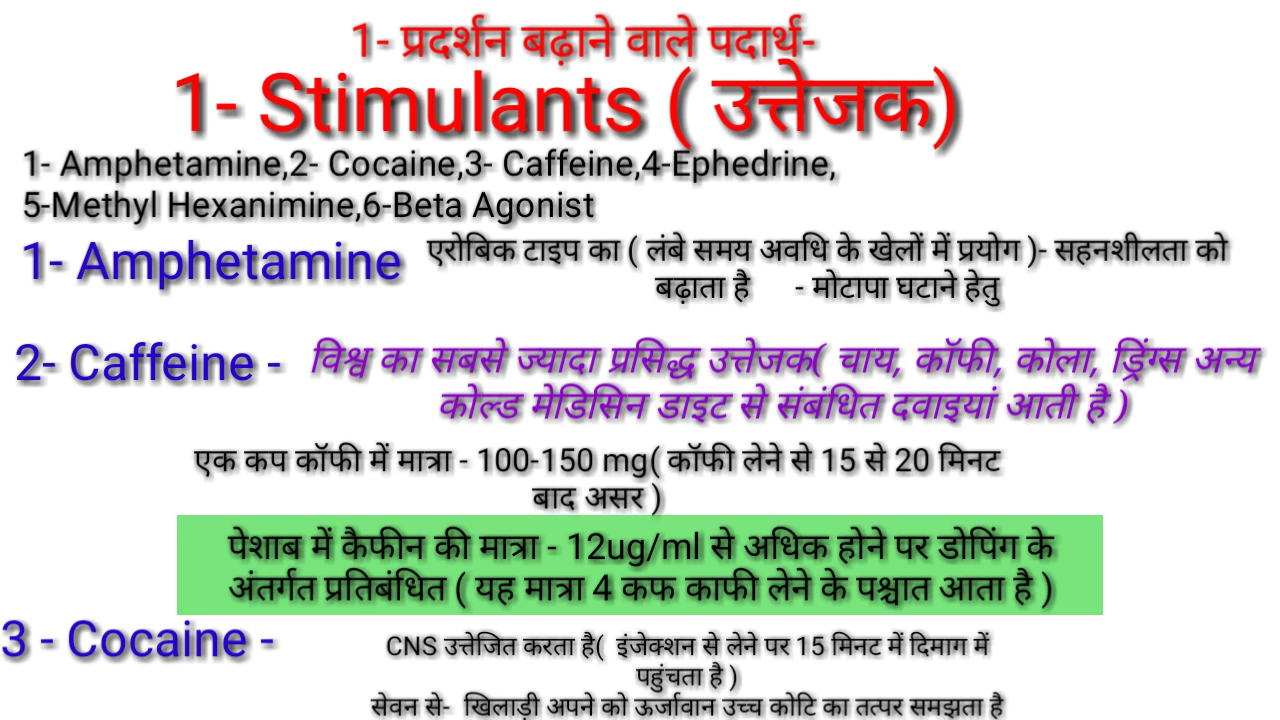 1- प्रदर्शन बढ़ाने वाले पदार्थ-
1- Stimulants ( उत्तेजक)
1- Amphetamine,2- Cocaine,3- Caffeine,4-Ephedrine,
5-Methyl Hexanimine,6-Beta Agonist
1- Amphetamine
एरोबिक टाइप का ( लंबे समय अवधि के खेलों में प्रयोग )- सहनशीलता को
बढ़ाता है - मोटापा घटाने हेतु
2- Caffeine -
विश्व का सबसे ज्यादा प्रसिद्ध उत्तेजक( चाय, कॉफी, कोला, ड्रिंग्स अन्य
कोल्ड मेडिसिन डाइट से संबंधित दवाइयां आती है )
एक कप कॉफी में मात्रा - 100-150 mg( कॉफी लेने से 15 से 20 मिनट
बाद असर )
पेशाब में कैफीन की मात्रा - 12ug/ml से अधिक होने पर डोपिंग के
अंतर्गत प्रतिबंधित ( यह मात्रा 4 कफ काफी लेने के पश्चात आता है )
3 - Cocaine -
CNS उत्तेजित करता है( इंजेक्शन से लेने पर 15 मिनट में दिमाग में
पहुंचता है )
सेवन से- खिलाड़ी अपने को ऊर्जावान उच्च कोटि का तत्पर समझता है